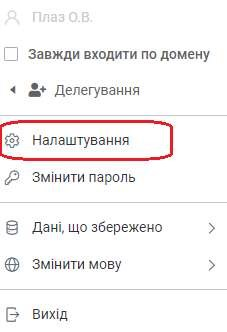 Плаз О.В.
Завжди входити по домену
Делегування
Налаштування
Змінити пароль
Дані, що збережено
Змінити мову
Вихід